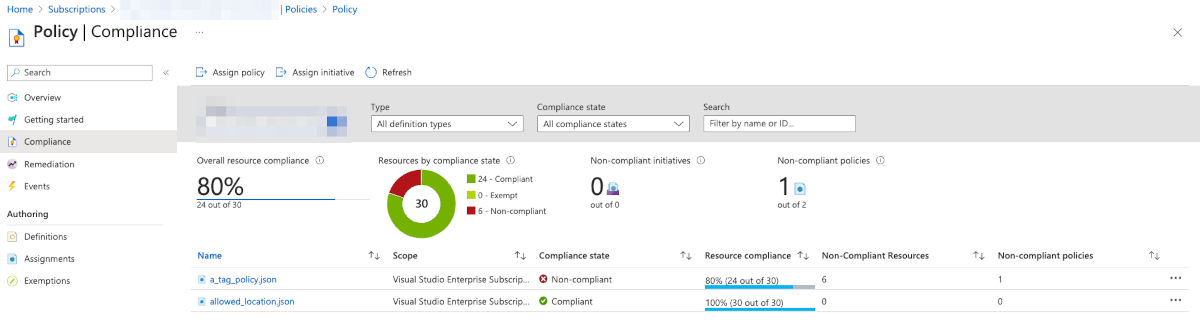 Home > Subscriptions > | Policies > Policy
Policy | Compliance ...
Search «
Overview
Getting started
Compliance
Remediation
Events
Authoring
Definitions
Assignments
Exemptions
Assign policy Assign initiative Refresh
Type Compliance state Search
All definition types All compliance states Filter by name or ID...
Overall resource compliance Resources by compliance state Non-compliant initiatives Non-compliant policies
80%
24 out of 30
30
24 - Compliant
0 - Exempt
6 - Non-compliant
0
out of 0
1
out of 2
Name Scope Compliance state Resource compliance Non-Compliant Resources Non-compliant policies
a_tag_policy.json Visual Studio Enterprise Subscrip... Non-compliant 80% (24 out of 30) 6 1 ...
allowed_location.json Visual Studio Enterprise Subscrip... Compliant 100% (30 out of 30) 0 0 ...